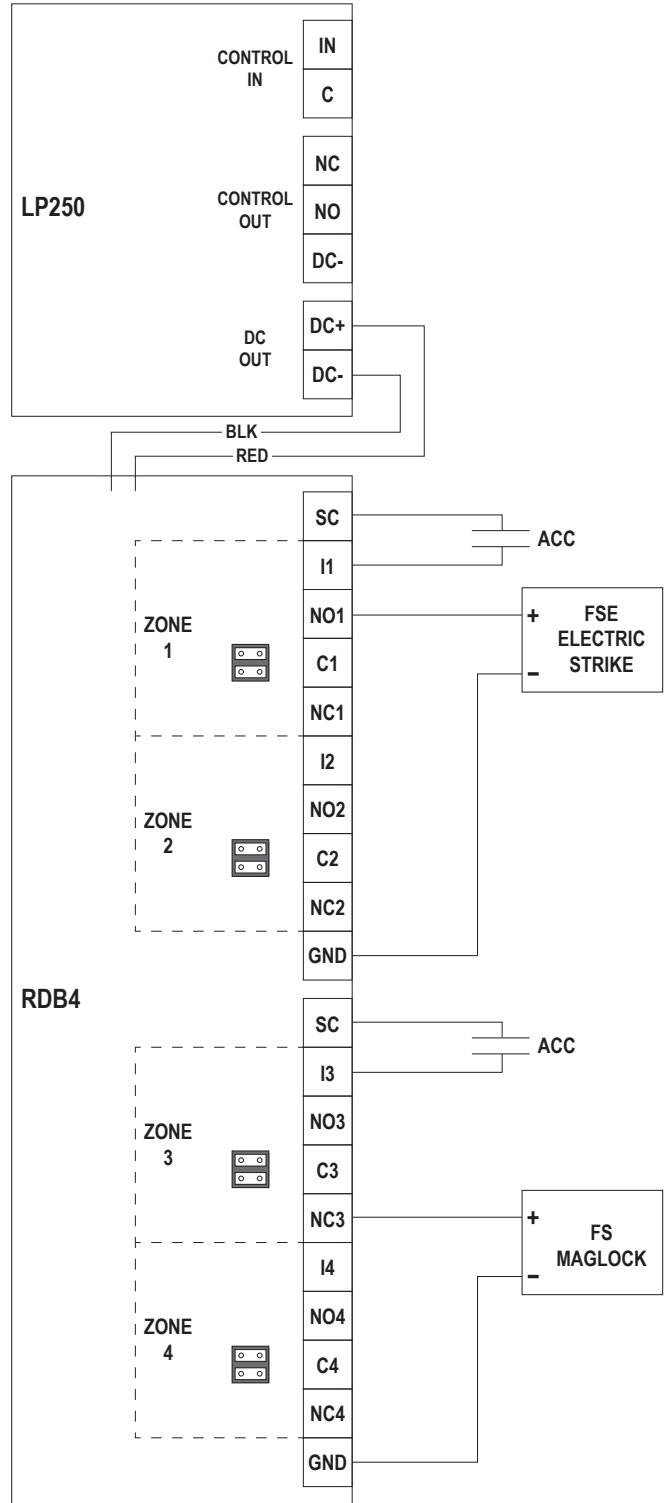 CONTROL
IN
IN
C
LP250
CONTROL
OUT
NC
NO
DC-
DC
OUT
DC+
DC-
BLK
RED
RDB4
SC
ZONE
1
I1
NO1
C1
NC1
ZONE
2
I2
NO2
C2
NC2
GND
ACC
+
-
FSE
ELECTRIC
STRIKE
SC
ZONE
3
I3
NO3
C3
NC3
ZONE
4
I4
NO4
C4
NC4
GND
ACC
+
-
FS
MAGLOCK